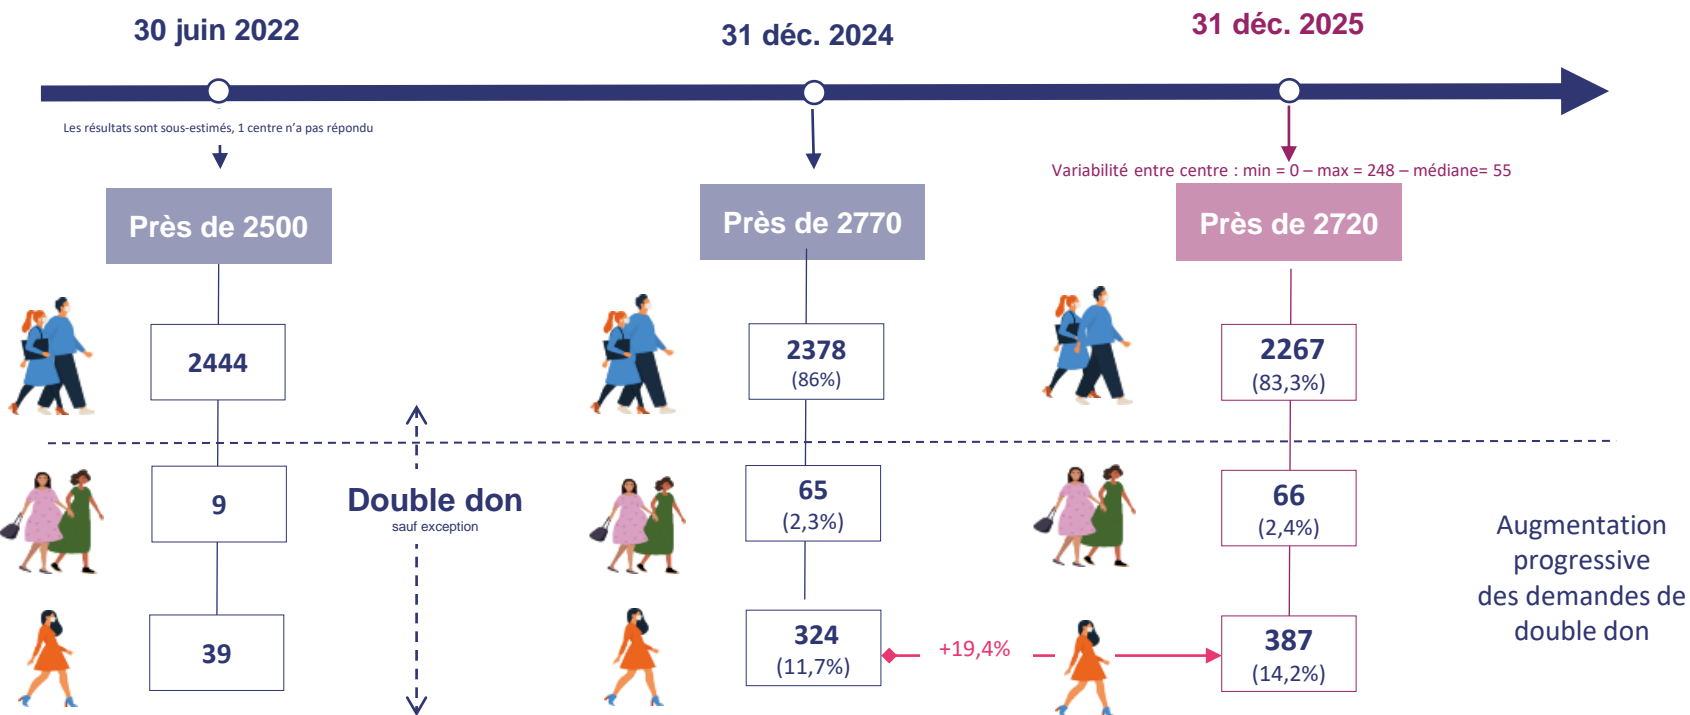 30 juin 2022
31 déc. 2024
31 déc. 2025
Les résultats sont sous-estimés, 1 centre n’a pas répondu
Variabilité entre centre : min = 0 – max = 248 – médiane= 55
Près de 2500
Près de 2770
Près de 2720
2444
2378
(86%)
2267
(83,3%)
9
Double don
sauf exception
65
(2,3%)
66
(2,4%)
Augmentation
progressive
des demandes de
double don
39
324
(11,7%)
+19,4%
387
(14,2%)